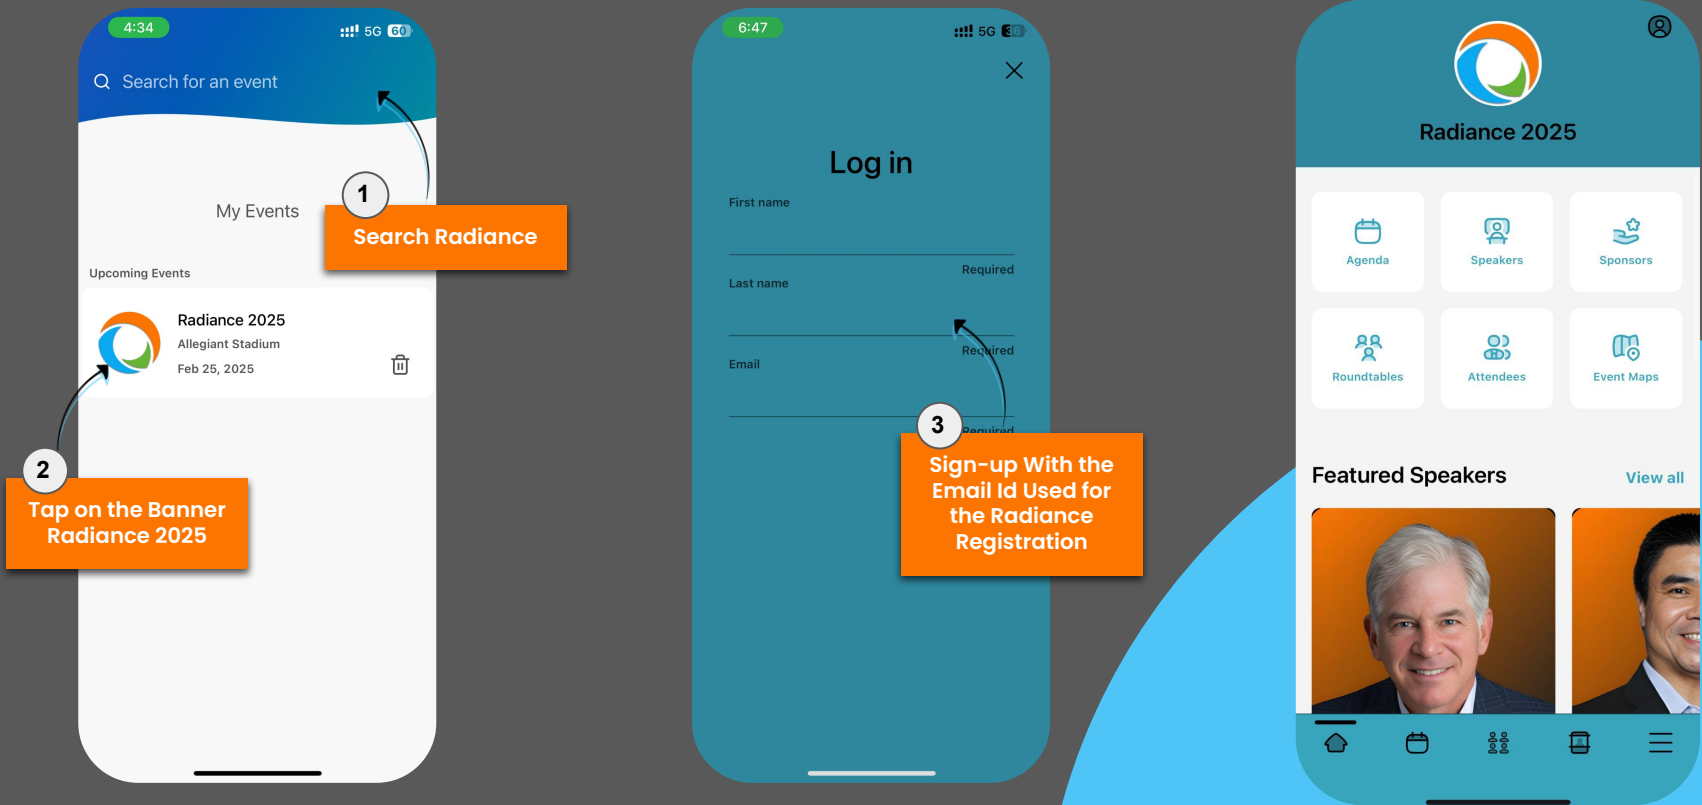 4:34
5G 60
Search for an event
My Events
1
Search Radiance
Upcoming Events
Radiance 2025
Allegiant Stadium
Feb 25, 2025
2
Tap on the Banner
Radiance 2025
6:47
5G 36
Log in
First name
Required
Last name
Required
Email
Required
3
Sign-up With the
Email Id Used for
the Radiance
Registration
Radiance 2025
Agenda
Speakers
Sponsors
Roundtables
Attendees
Event Maps
Featured Speakers
View all